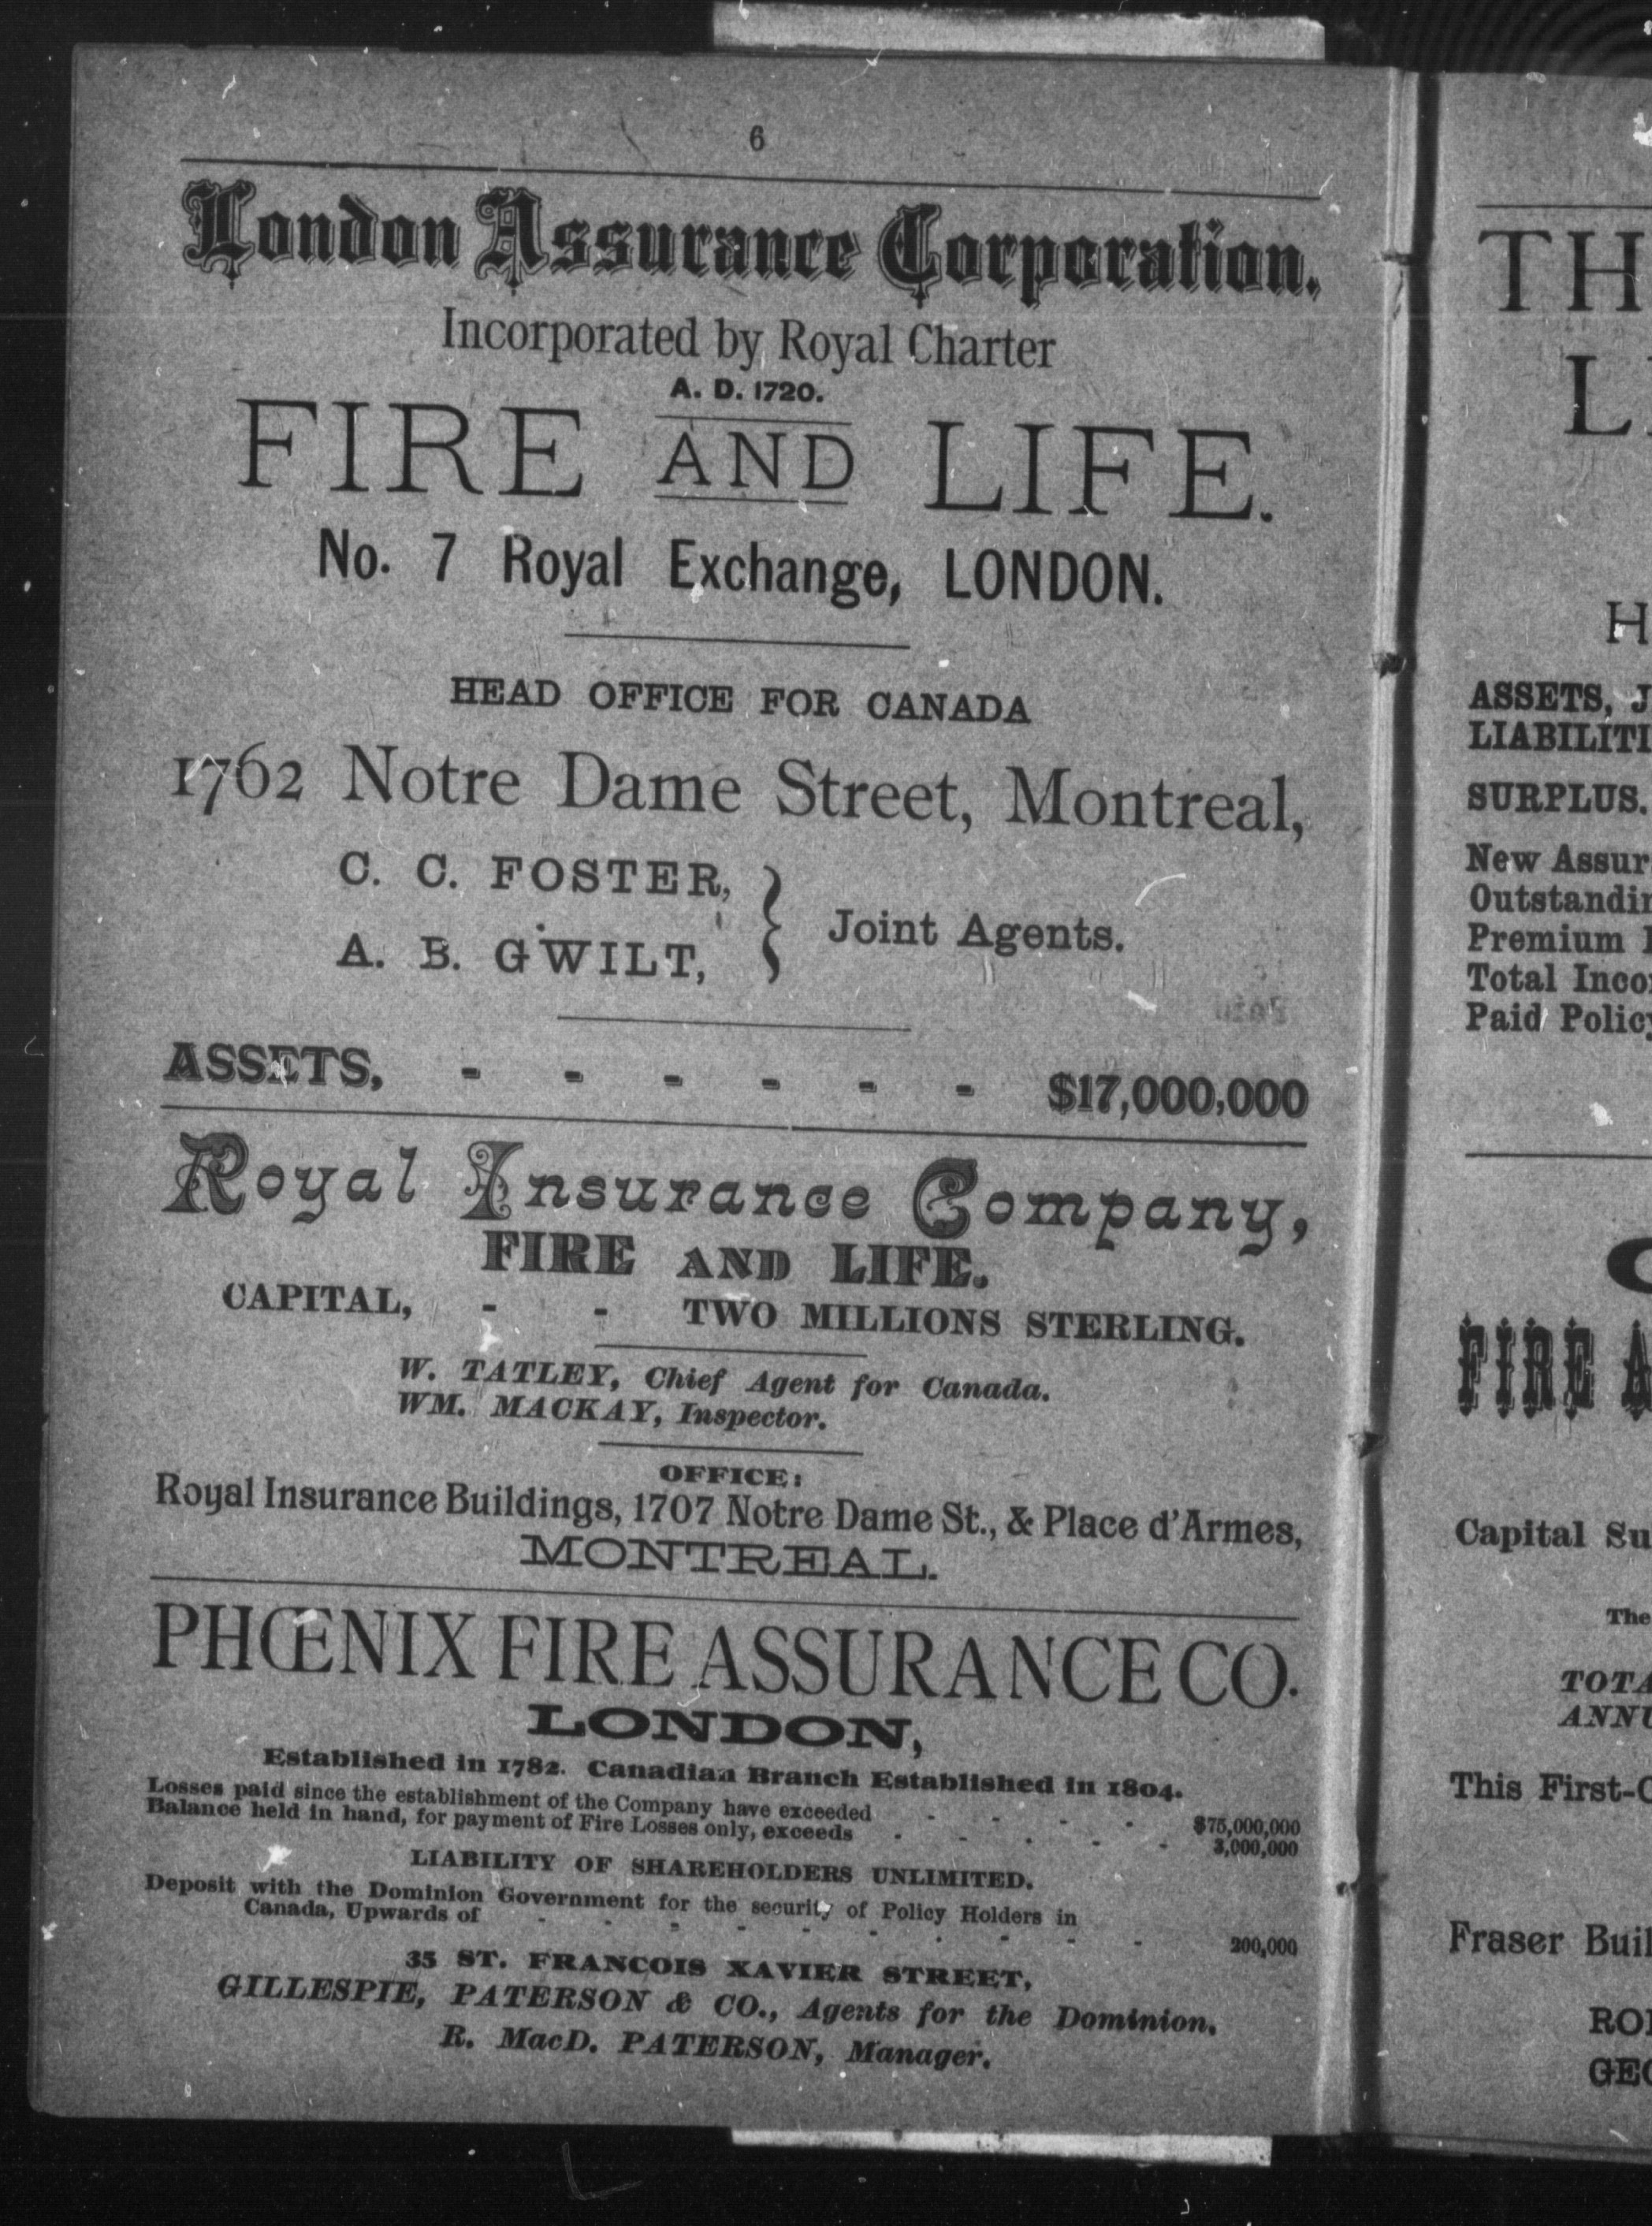 6
London Assurance Corporation.
Incorporated by Royal Charter
A. D. 1720.
FIRE AND LIFE.
No. 7 Royal Exchange, LONDON.
HEAD OFFICE FOR CANADA
1762 Notre Dame Street, Montreal,
C. C. FOSTER,
A. B. GWILT,
} Joint Agents.
ASSETS, - - - - - - $17,000,000
Royal Insurance Company,
FIRE AND LIFE.
CAPITAL, - - TWO MILLIONS STERLING.
W. TATLEY, Chief Agent for Canada.
WM. MACKAY, Inspector.
OFFICE:
Royal Insurance Buildings, 1707 Notre Dame St., & Place d'Armes,
MONTREAL.
PHŒNIX FIRE ASSURANCE CO.
LONDON,
Established in 1782. Canadian Branch Established in 1804.
Losses paid since the establishment of the Company have exceeded - - - - $75,000,000
Balance held in hand, for payment of Fire Losses only, exceeds - - - - - 3,000,000
LIABILITY OF SHAREHOLDERS UNLIMITED.
Deposit with the Dominion Government for the security of Policy Holders in
Canada, Upwards of - - - - - - - - - - 200,000
35 ST. FRANCOIS XAVIER STREET,
GILLESPIE, PATERSON & CO., Agents for the Dominion.
R. MacD. PATERSON, Manager.
TH
L
H
ASSETS, J
LIABILITI
SURPLUS.
New Assur
Outstandin
Premium
Total Inco
Paid Policy
FIRE A
Capital Su
The
TOTA
ANNU
This First-C
Fraser Buil
RO
GEO